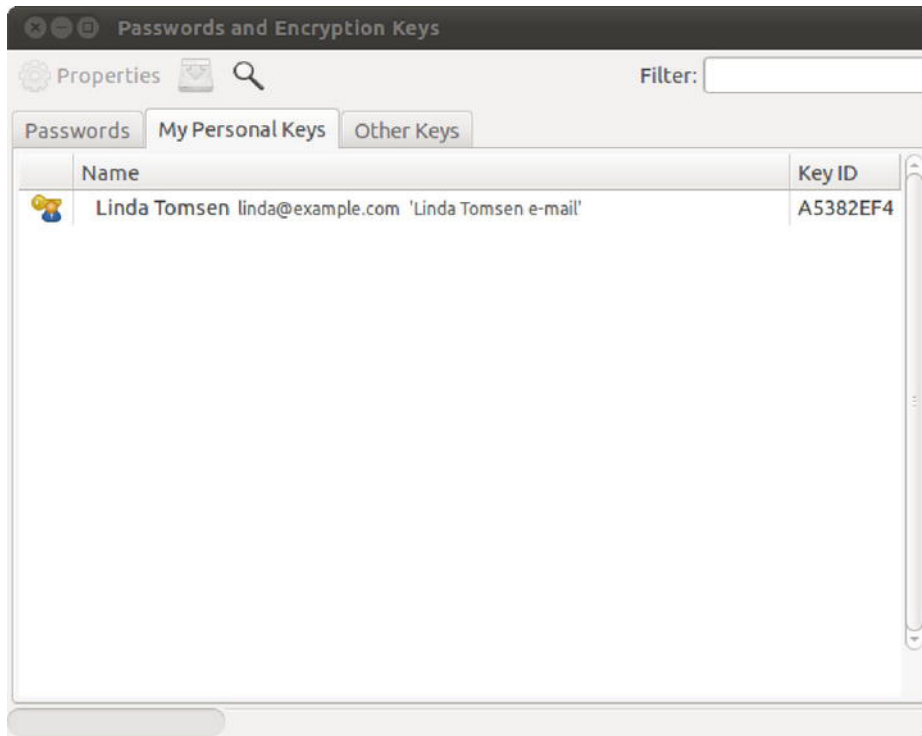 Passwords and Encryption Keys
Properties Filter:
Passwords My Personal Keys Other Keys
Name Key ID
Linda Tomsen linda@example.com 'Linda Tomsen e-mail' A5382EF4